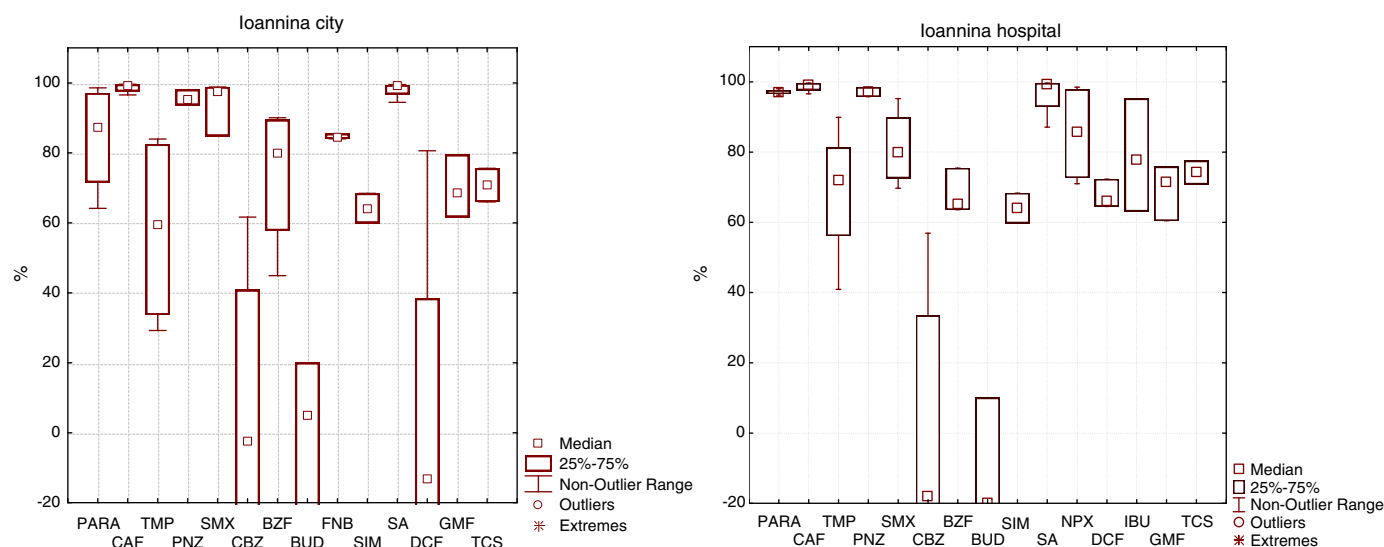 Ioannina city
%
100
80
60
40
20
0
-20
PARA TMP SMX BZF FNB SA GMF
CAF PNZ CBZ BUD SIM DCF TCS
Median
25%-75%
Non-Outlier Range
Outliers
Extremes
Ioannina hospital
%
100
80
60
40
20
0
-20
PARA TMP SMX BZF SIM NPX IBU TCS
CAF PNZ CBZ BUD SA DCF GMF
Median
25%-75%
Non-Outlier Range
Outliers
Extremes